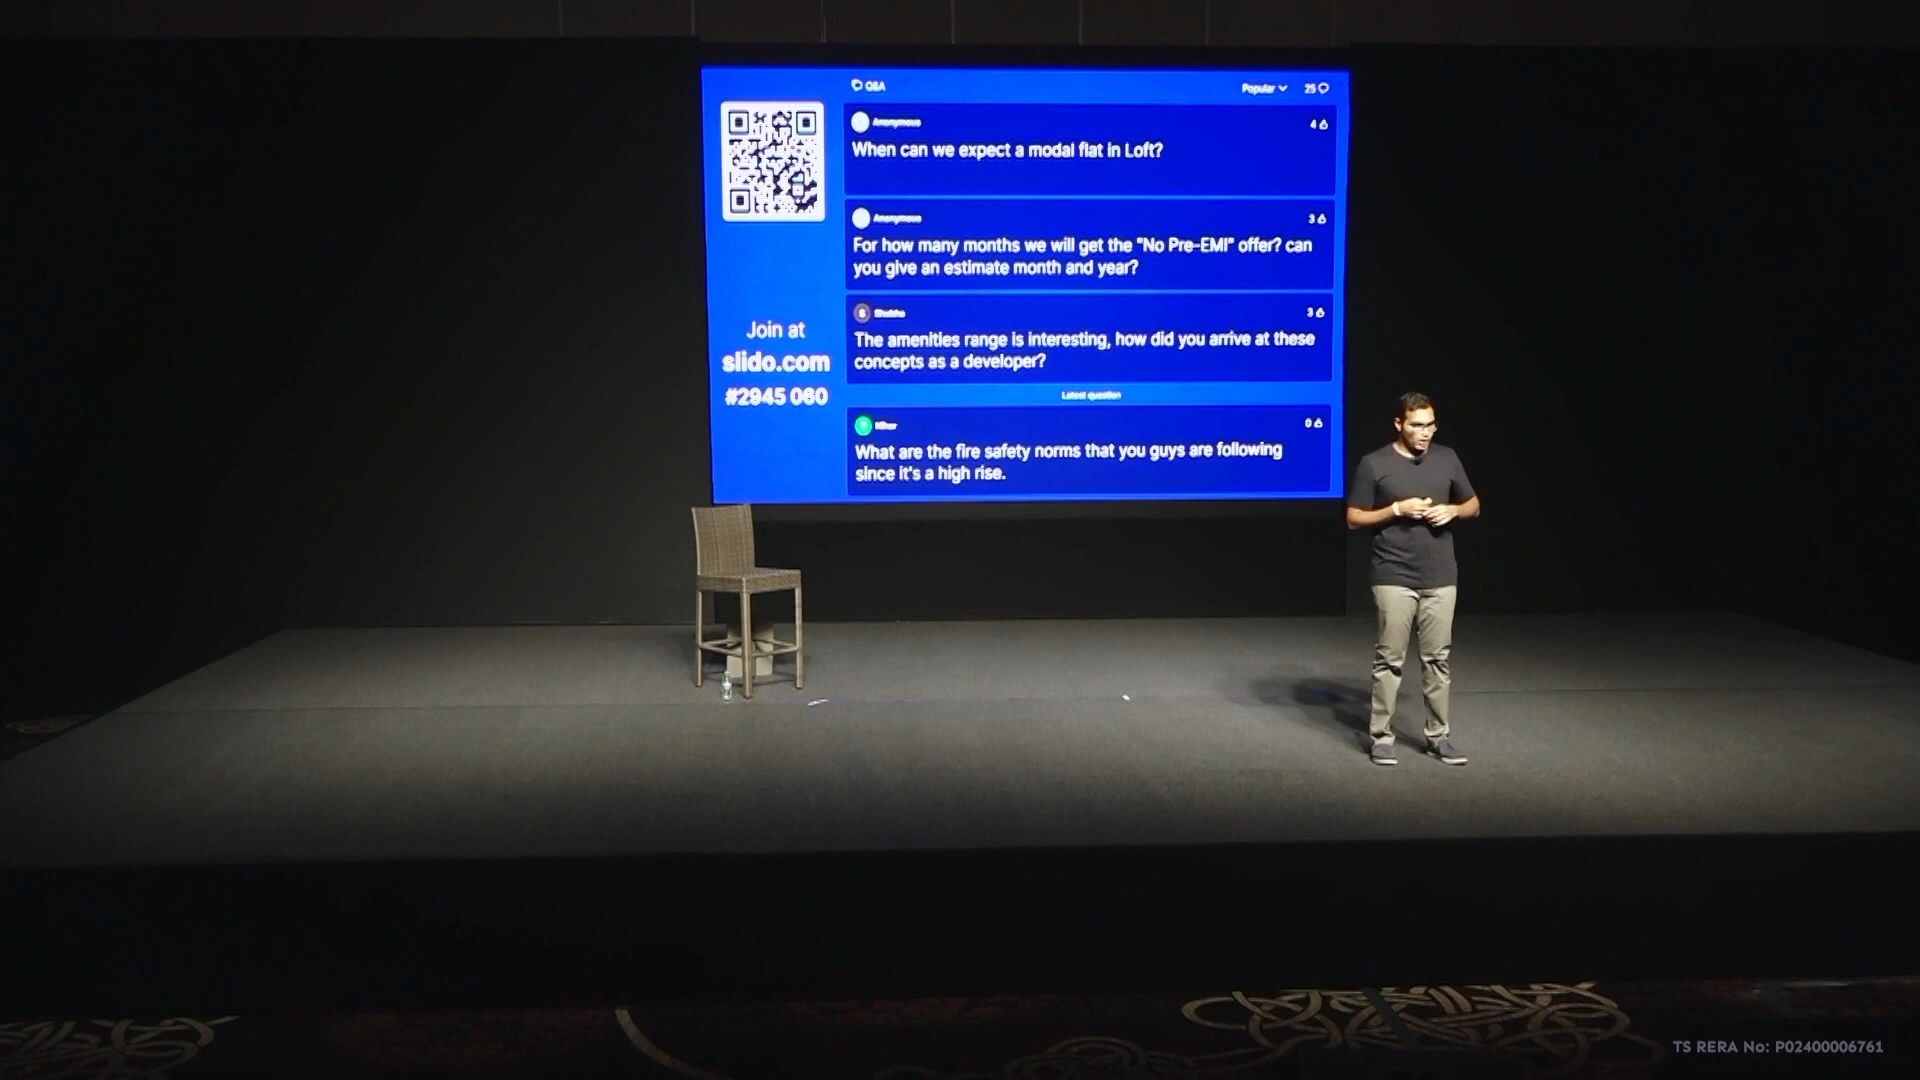 Q&A
Popular
25
Anonymous
4
When can we expect a modal flat in Loft?
Anonymous
3
For how many months we will get the "No Pre-EMI" offer? can
you give an estimate month and year?
S
3
The amenities range is interesting, how did you arrive at these
concepts as a developer?
Latest question
0
What are the fire safety norms that you guys are following
since it's a high rise.
Join at
slido.com
#2945 060
TS RERA No: P02400006761